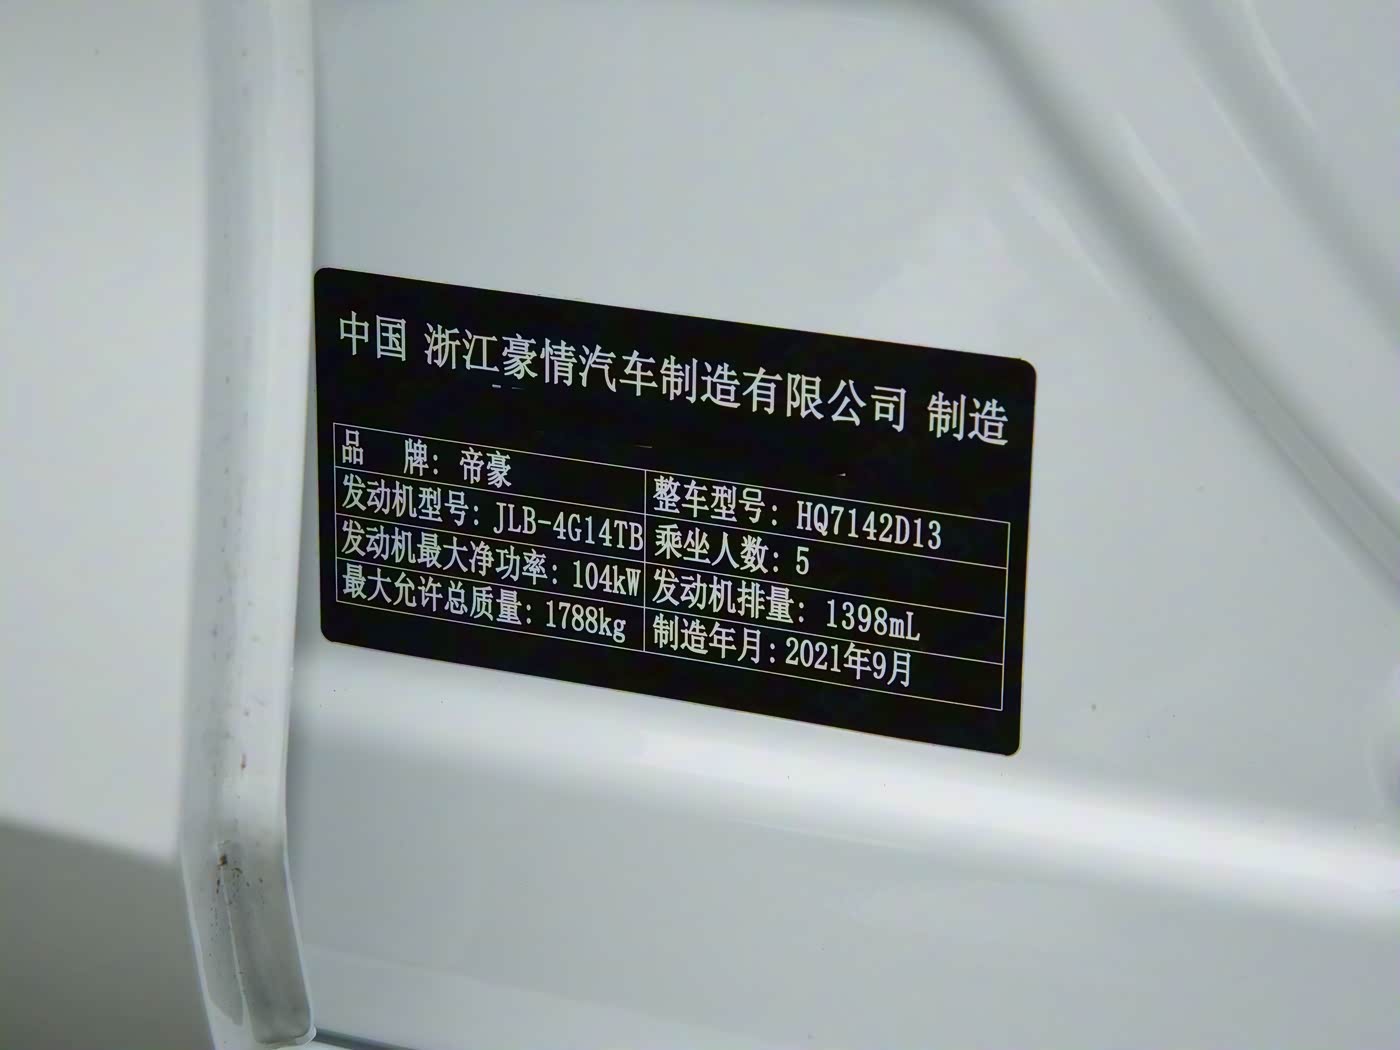 中国 浙江豪情汽车制造有限公司 制造
品 牌: 帝豪
整车型号: HQ7142D13
发动机型号: JLB-4G14TB
乘坐人数: 5
发动机最大净功率: 104kW
发动机排量: 1398mL
最大允许总质量: 1788kg
制造年月: 2021年9月